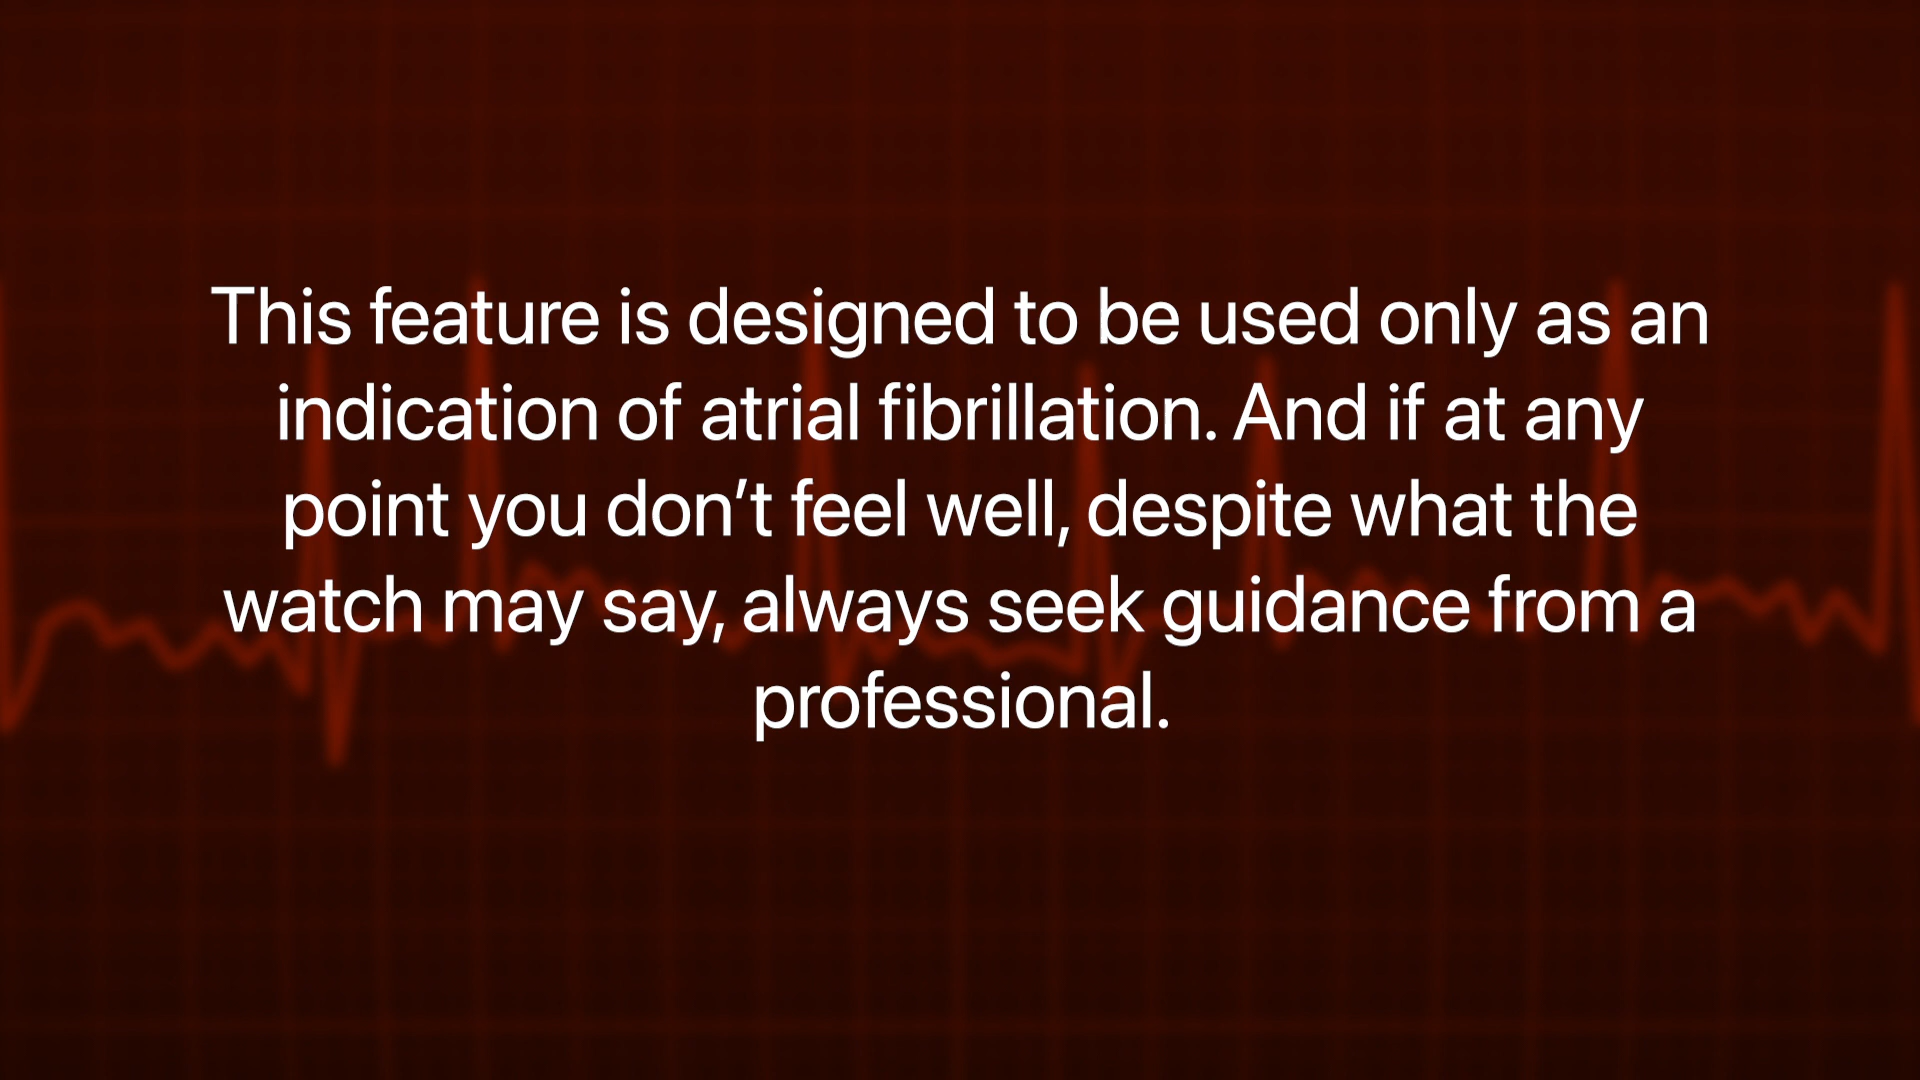 This feature is designed to be used only as an
indication of atrial fibrillation. And if at any
point you don’t feel well, despite what the
watch may say, always seek guidance from a
professional.